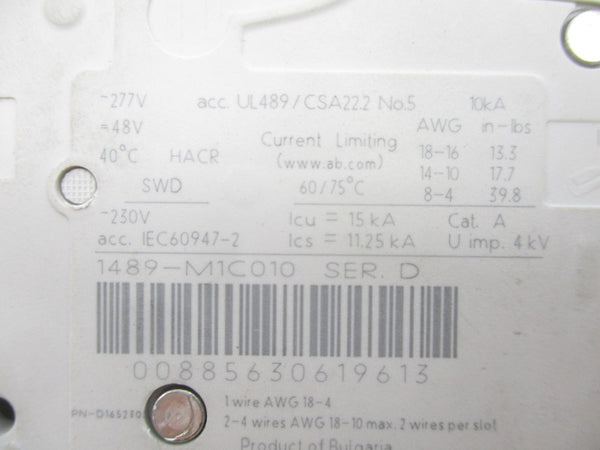 ~277V acc. UL489/CSA22.2 No.5 10kA
⎓48V Current Limiting AWG in-lbs
40°C HACR (www.ab.com) 18-16 13.3
14-10 17.7
SWD 60/75°C 8-4 39.8
~230V Icu = 15 kA Cat. A
acc. IEC60947-2 Ics = 11.25 kA U imp. 4 kV
1489-M1C010 SER. D
00885630619613
1 wire AWG 18-4
2-4 wires AWG 18-10 max. 2 wires per slot
Product of Bulgaria